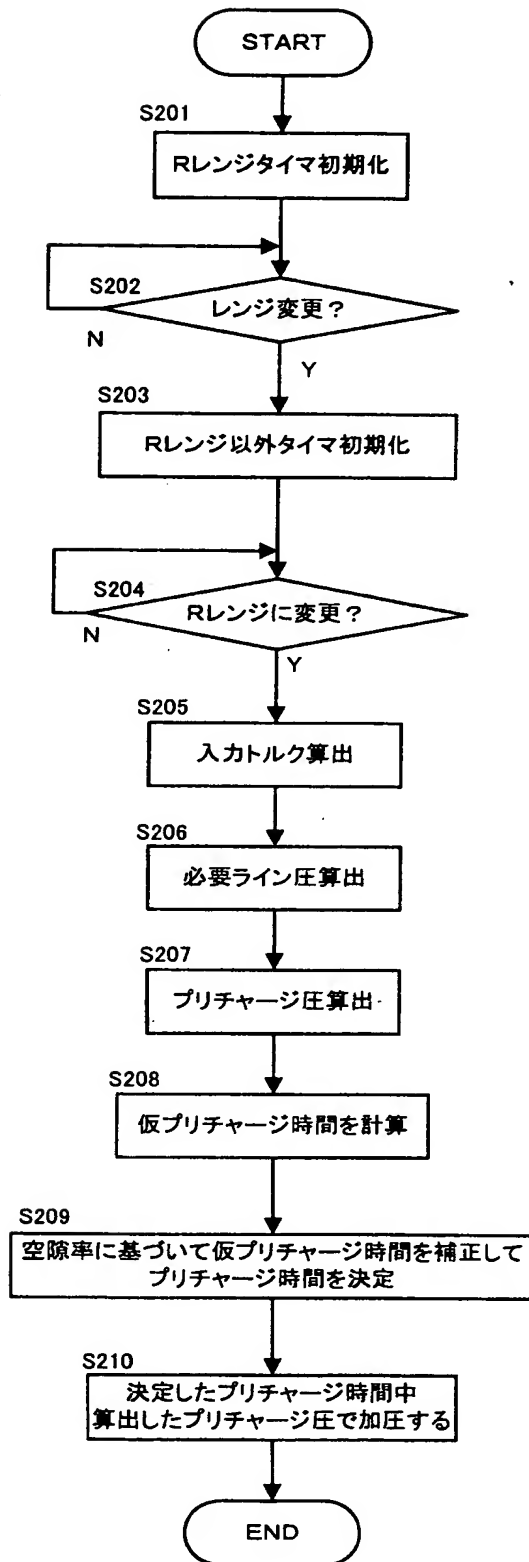 START
S201
Rレンジタイマ初期化
S202
レンジ変更？
N
Y
S203
Rレンジ以外タイマ初期化
S204
Rレンジに変更？
N
Y
S205
入力トルク算出
S206
必要ライン圧算出
S207
プリチャージ圧算出
S208
仮プリチャージ時間を計算
S209
空隙率に基づいて仮プリチャージ時間を補正して
プリチャージ時間を決定
S210
決定したプリチャージ時間中
算出したプリチャージ圧で加圧する
END